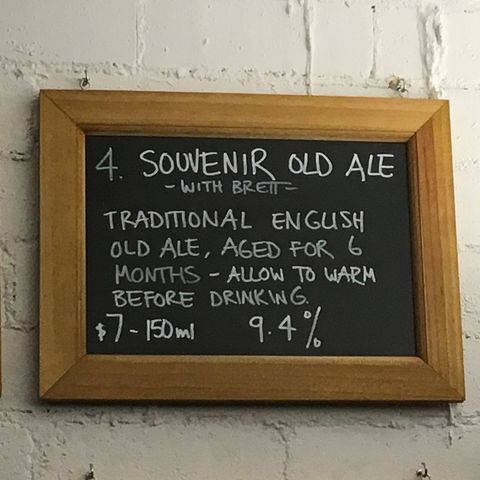 4. SOUVENIR OLD ALE
- WITH BRETT -
TRADITIONAL ENGLISH
OLD ALE, AGED FOR 6
MONTHS - ALLOW TO WARM
BEFORE DRINKING.
$7 - 150ml 9.4%